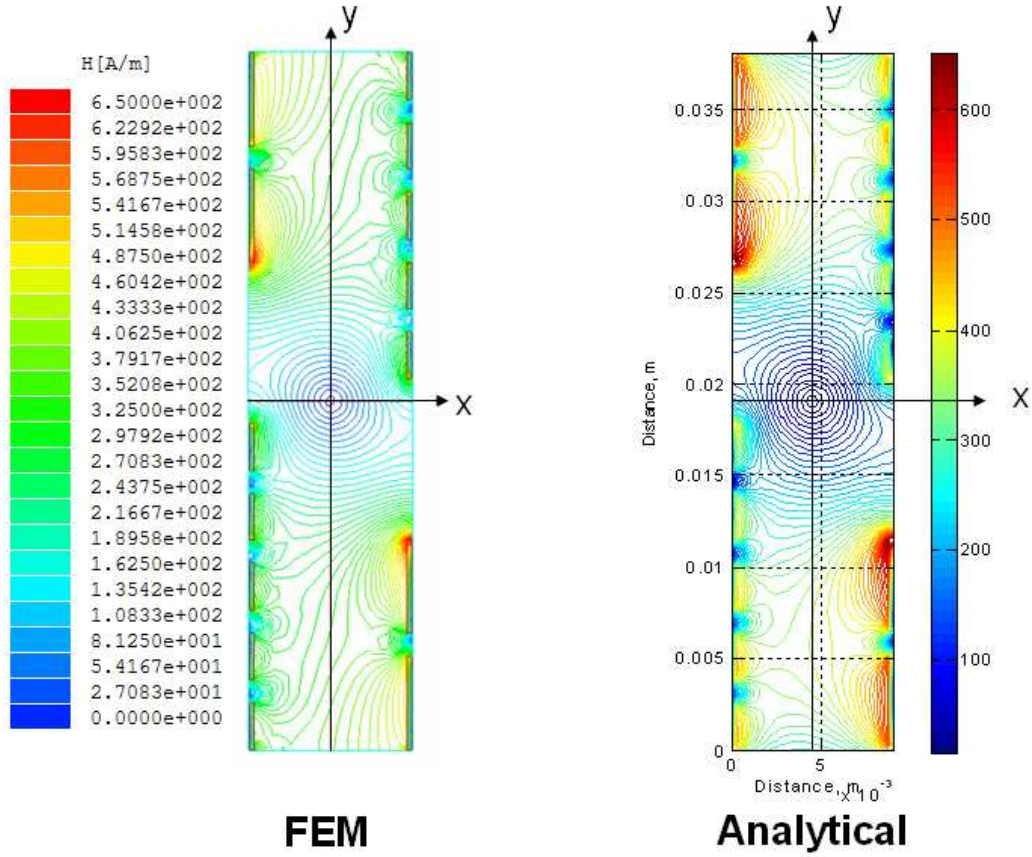 y
H[A/m]
6.5000e+002
6.2292e+002
5.9583e+002
5.6875e+002
5.4167e+002
5.1458e+002
4.8750e+002
4.6042e+002
4.3333e+002
4.0625e+002
3.7917e+002
3.5208e+002
3.2500e+002
2.9792e+002
2.7083e+002
2.4375e+002
2.1667e+002
1.8958e+002
1.6250e+002
1.3542e+002
1.0833e+002
8.1250e+001
5.4167e+001
2.7083e+001
0.0000e+000
x
FEM
y
0.035
0.03
0.025
0.02
0.015
0.01
0.005
0
Distance, m
0
5
Distance, m
x 10⁻³
x
600
500
400
300
200
100
Analytical